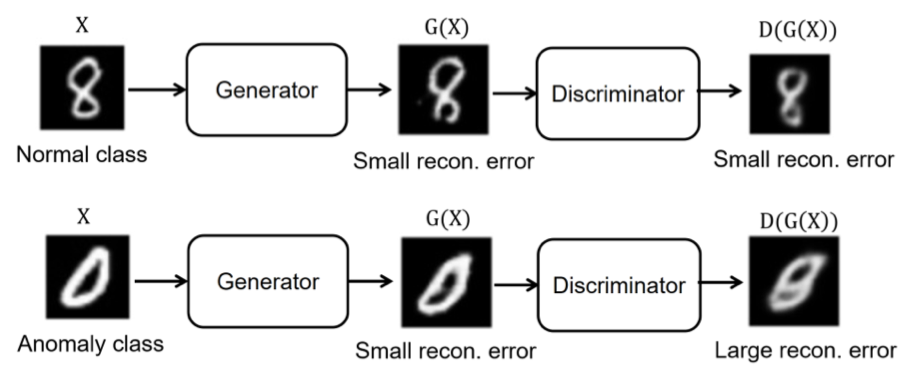 X
G(X)
D(G(X))
Generator
Discriminator
Normal class
Small recon. error
Small recon. error
X
G(X)
D(G(X))
Generator
Discriminator
Anomaly class
Small recon. error
Large recon. error